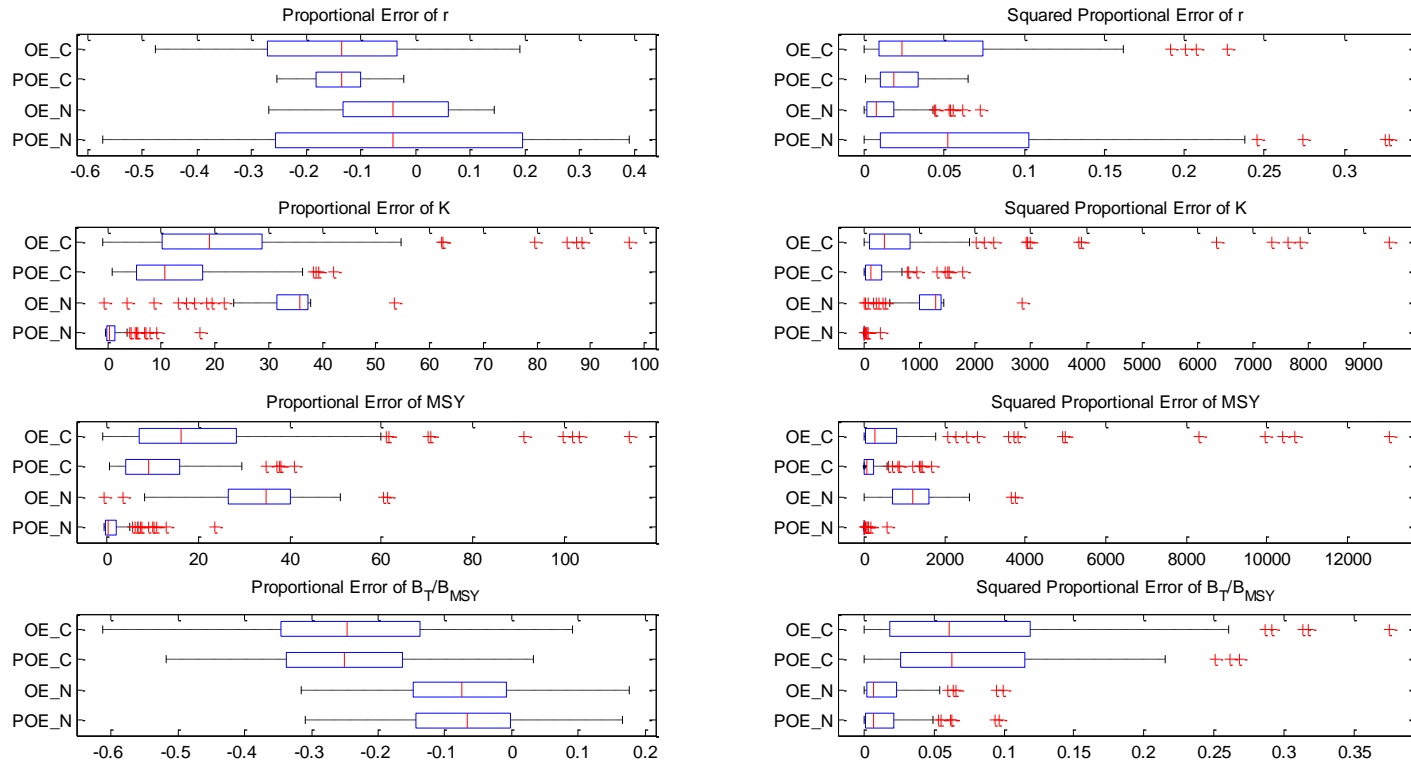 Proportional Error of r
OE_C
POE_C
OE_N
POE_N
-0.6 -0.5 -0.4 -0.3 -0.2 -0.1 0 0.1 0.2 0.3 0.4
Squared Proportional Error of r
OE_C
POE_C
OE_N
POE_N
0 0.05 0.1 0.15 0.2 0.25 0.3
Proportional Error of K
OE_C
POE_C
OE_N
POE_N
0 10 20 30 40 50 60 70 80 90 100
Squared Proportional Error of K
OE_C
POE_C
OE_N
POE_N
0 1000 2000 3000 4000 5000 6000 7000 8000 9000
Proportional Error of MSY
OE_C
POE_C
OE_N
POE_N
0 20 40 60 80 100
Squared Proportional Error of MSY
OE_C
POE_C
OE_N
POE_N
0 2000 4000 6000 8000 10000 12000
Proportional Error of B_T/B_MSY
OE_C
POE_C
OE_N
POE_N
-0.6 -0.5 -0.4 -0.3 -0.2 -0.1 0 0.1 0.2
Squared Proportional Error of B_T/B_MSY
OE_C
POE_C
OE_N
POE_N
0 0.05 0.1 0.15 0.2 0.25 0.3 0.35